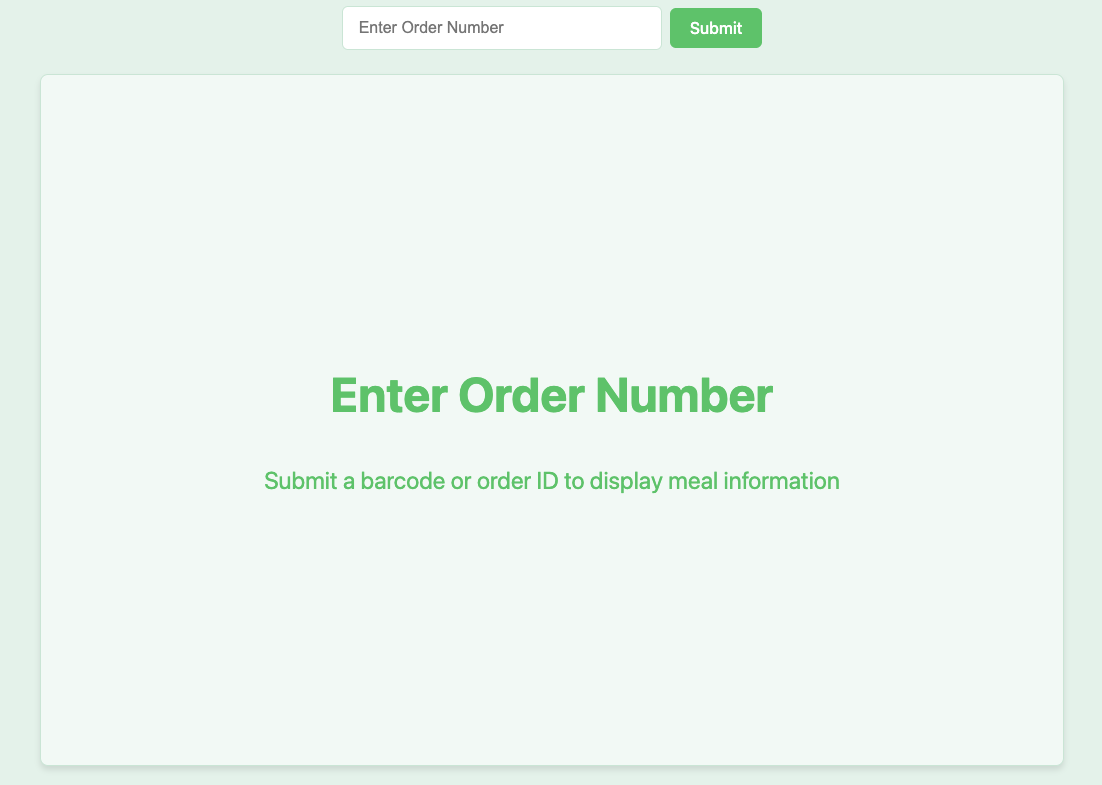 Enter Order Number
Submit
Enter Order Number
Submit a barcode or order ID to display meal information